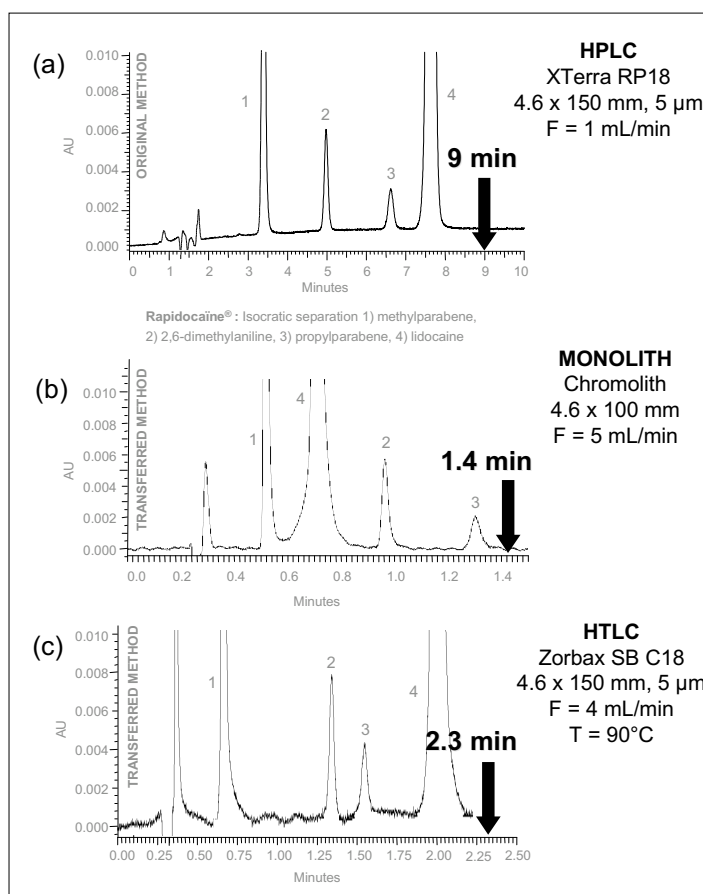 (a)
ORIGINAL METHOD
AU
0.010
0.008
0.006
0.004
0.002
0.000
1
2
3
4
0 1 2 3 4 5 6 7 8 9 10
Minutes
9 min
HPLC
XTerra RP18
4.6 x 150 mm, 5 µm
F = 1 mL/min
Rapidocaïne® : Isocratic separation 1) methylparabene,
2) 2,6-dimethylaniline, 3) propylparabene, 4) lidocaine
(b)
TRANSFERRED METHOD
AU
0.010
0.008
0.006
0.004
0.002
0.000
1
4
2
3
0.0 0.2 0.4 0.6 0.8 1.0 1.2 1.4
Minutes
1.4 min
MONOLITH
Chromolith
4.6 x 100 mm
F = 5 mL/min
(c)
TRANSFERRED METHOD
AU
0.010
0.008
0.006
0.004
0.002
0.000
1
2
3
4
0.00 0.25 0.50 0.75 1.00 1.25 1.50 1.75 2.00 2.25 2.50
Minutes
2.3 min
HTLC
Zorbax SB C18
4.6 x 150 mm, 5 µm
F = 4 mL/min
T = 90°C